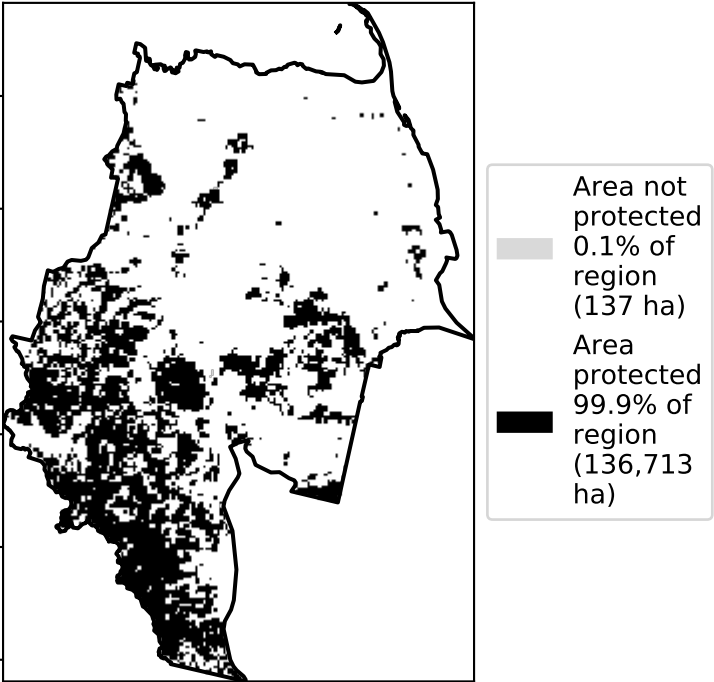 Area not
protected
0.1% of
region
(137 ha)
Area
protected
99.9% of
region
(136,713
ha)